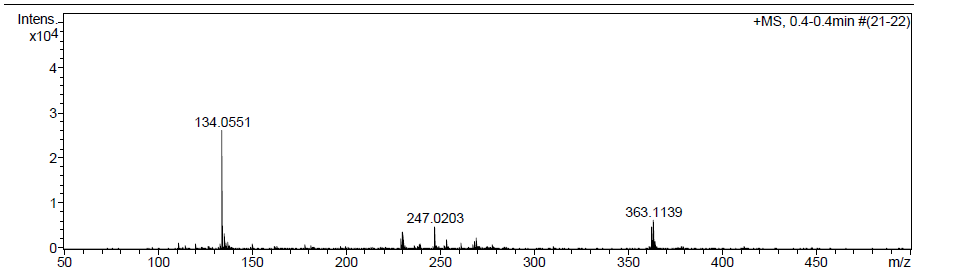 Intens.
x10⁴
+MS, 0.4-0.4min #(21-22)
4
3
134.0551
2
1
247.0203
363.1139
0
50 100 150 200 250 300 350 400 450 m/z